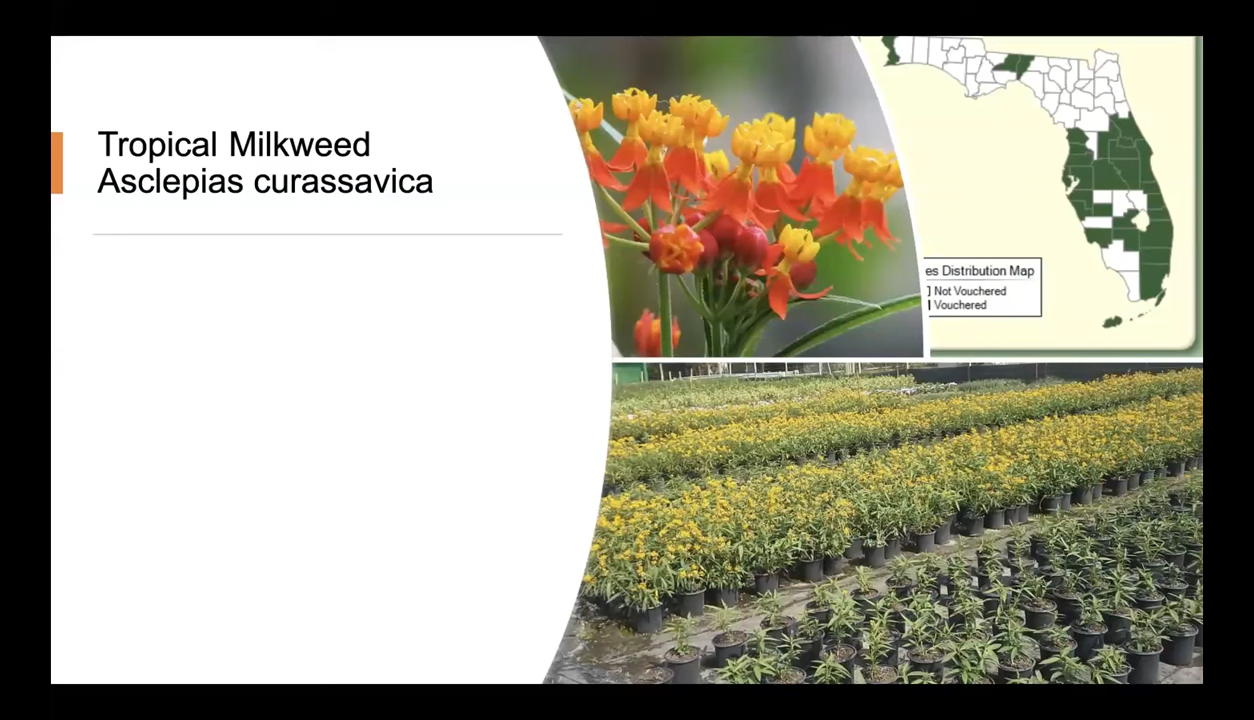 Tropical Milkweed
Asclepias curassavica
es Distribution Map
Not Vouchered
Vouchered